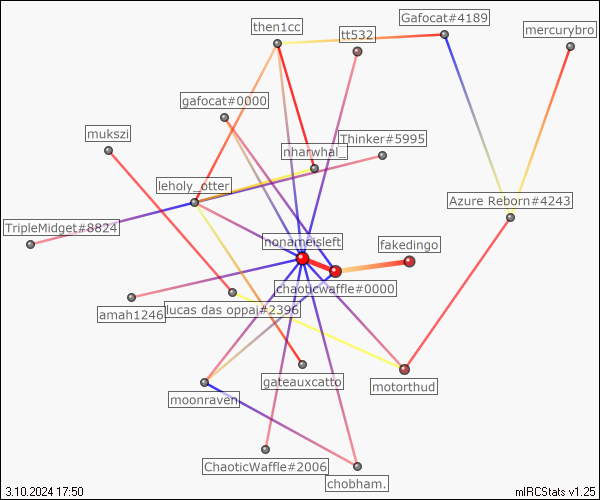 Gafocat#4189
then1cc
mercurybro
tt532
gafocat#0000
mukszi
Thinker#5995
nharwhal_
leholy_otter
Azure Reborn#4243
TripleMidget#8824
nonameisleft
fakedingo
chaoticwaffle#0000
amah1246
lucas das oppai#2396
gateauxcatto
motorthud
moonraven
ChaoticWaffle#2006
chobham.
3.10.2024 17:50
mIRCStats v1.25